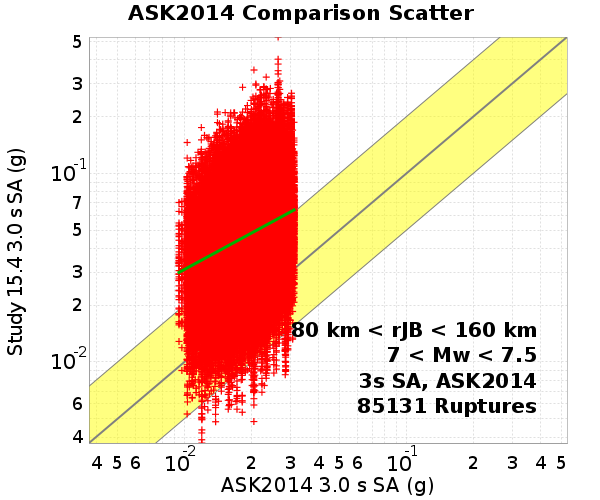 ASK2014 Comparison Scatter
5
3
2
10-1
7
5
3
2
10-2
6
4
Study 15.4 3.0 s SA (g)
80 km < rJB < 160 km
7 < Mw < 7.5
3s SA, ASK2014
85131 Ruptures
4 5 6 10-2 2 3 4 5 6 10-1 2 3 4 5
ASK2014 3.0 s SA (g)